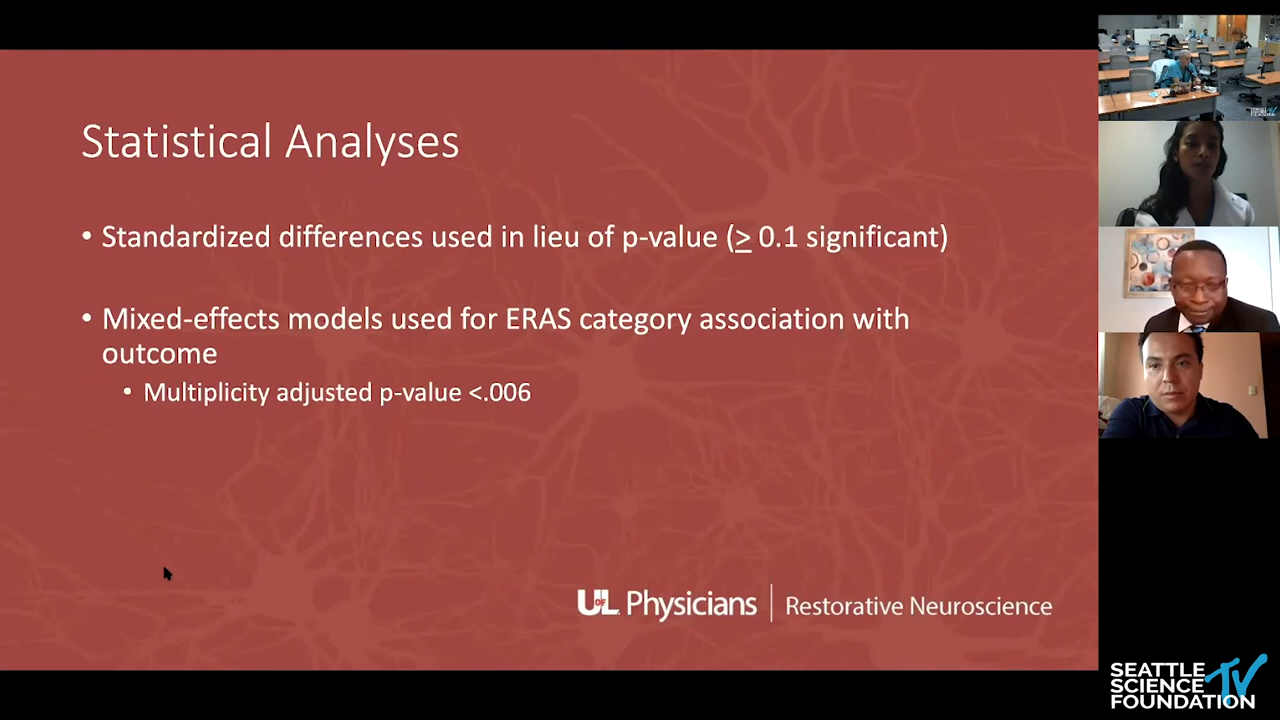 Statistical Analyses
• Standardized differences used in lieu of p-value (≥ 0.1 significant)
• Mixed-effects models used for ERAS category association with
outcome
• Multiplicity adjusted p-value <.006
UofL Physicians | Restorative Neuroscience
SEATTLE
SCIENCE TV
FOUNDATION